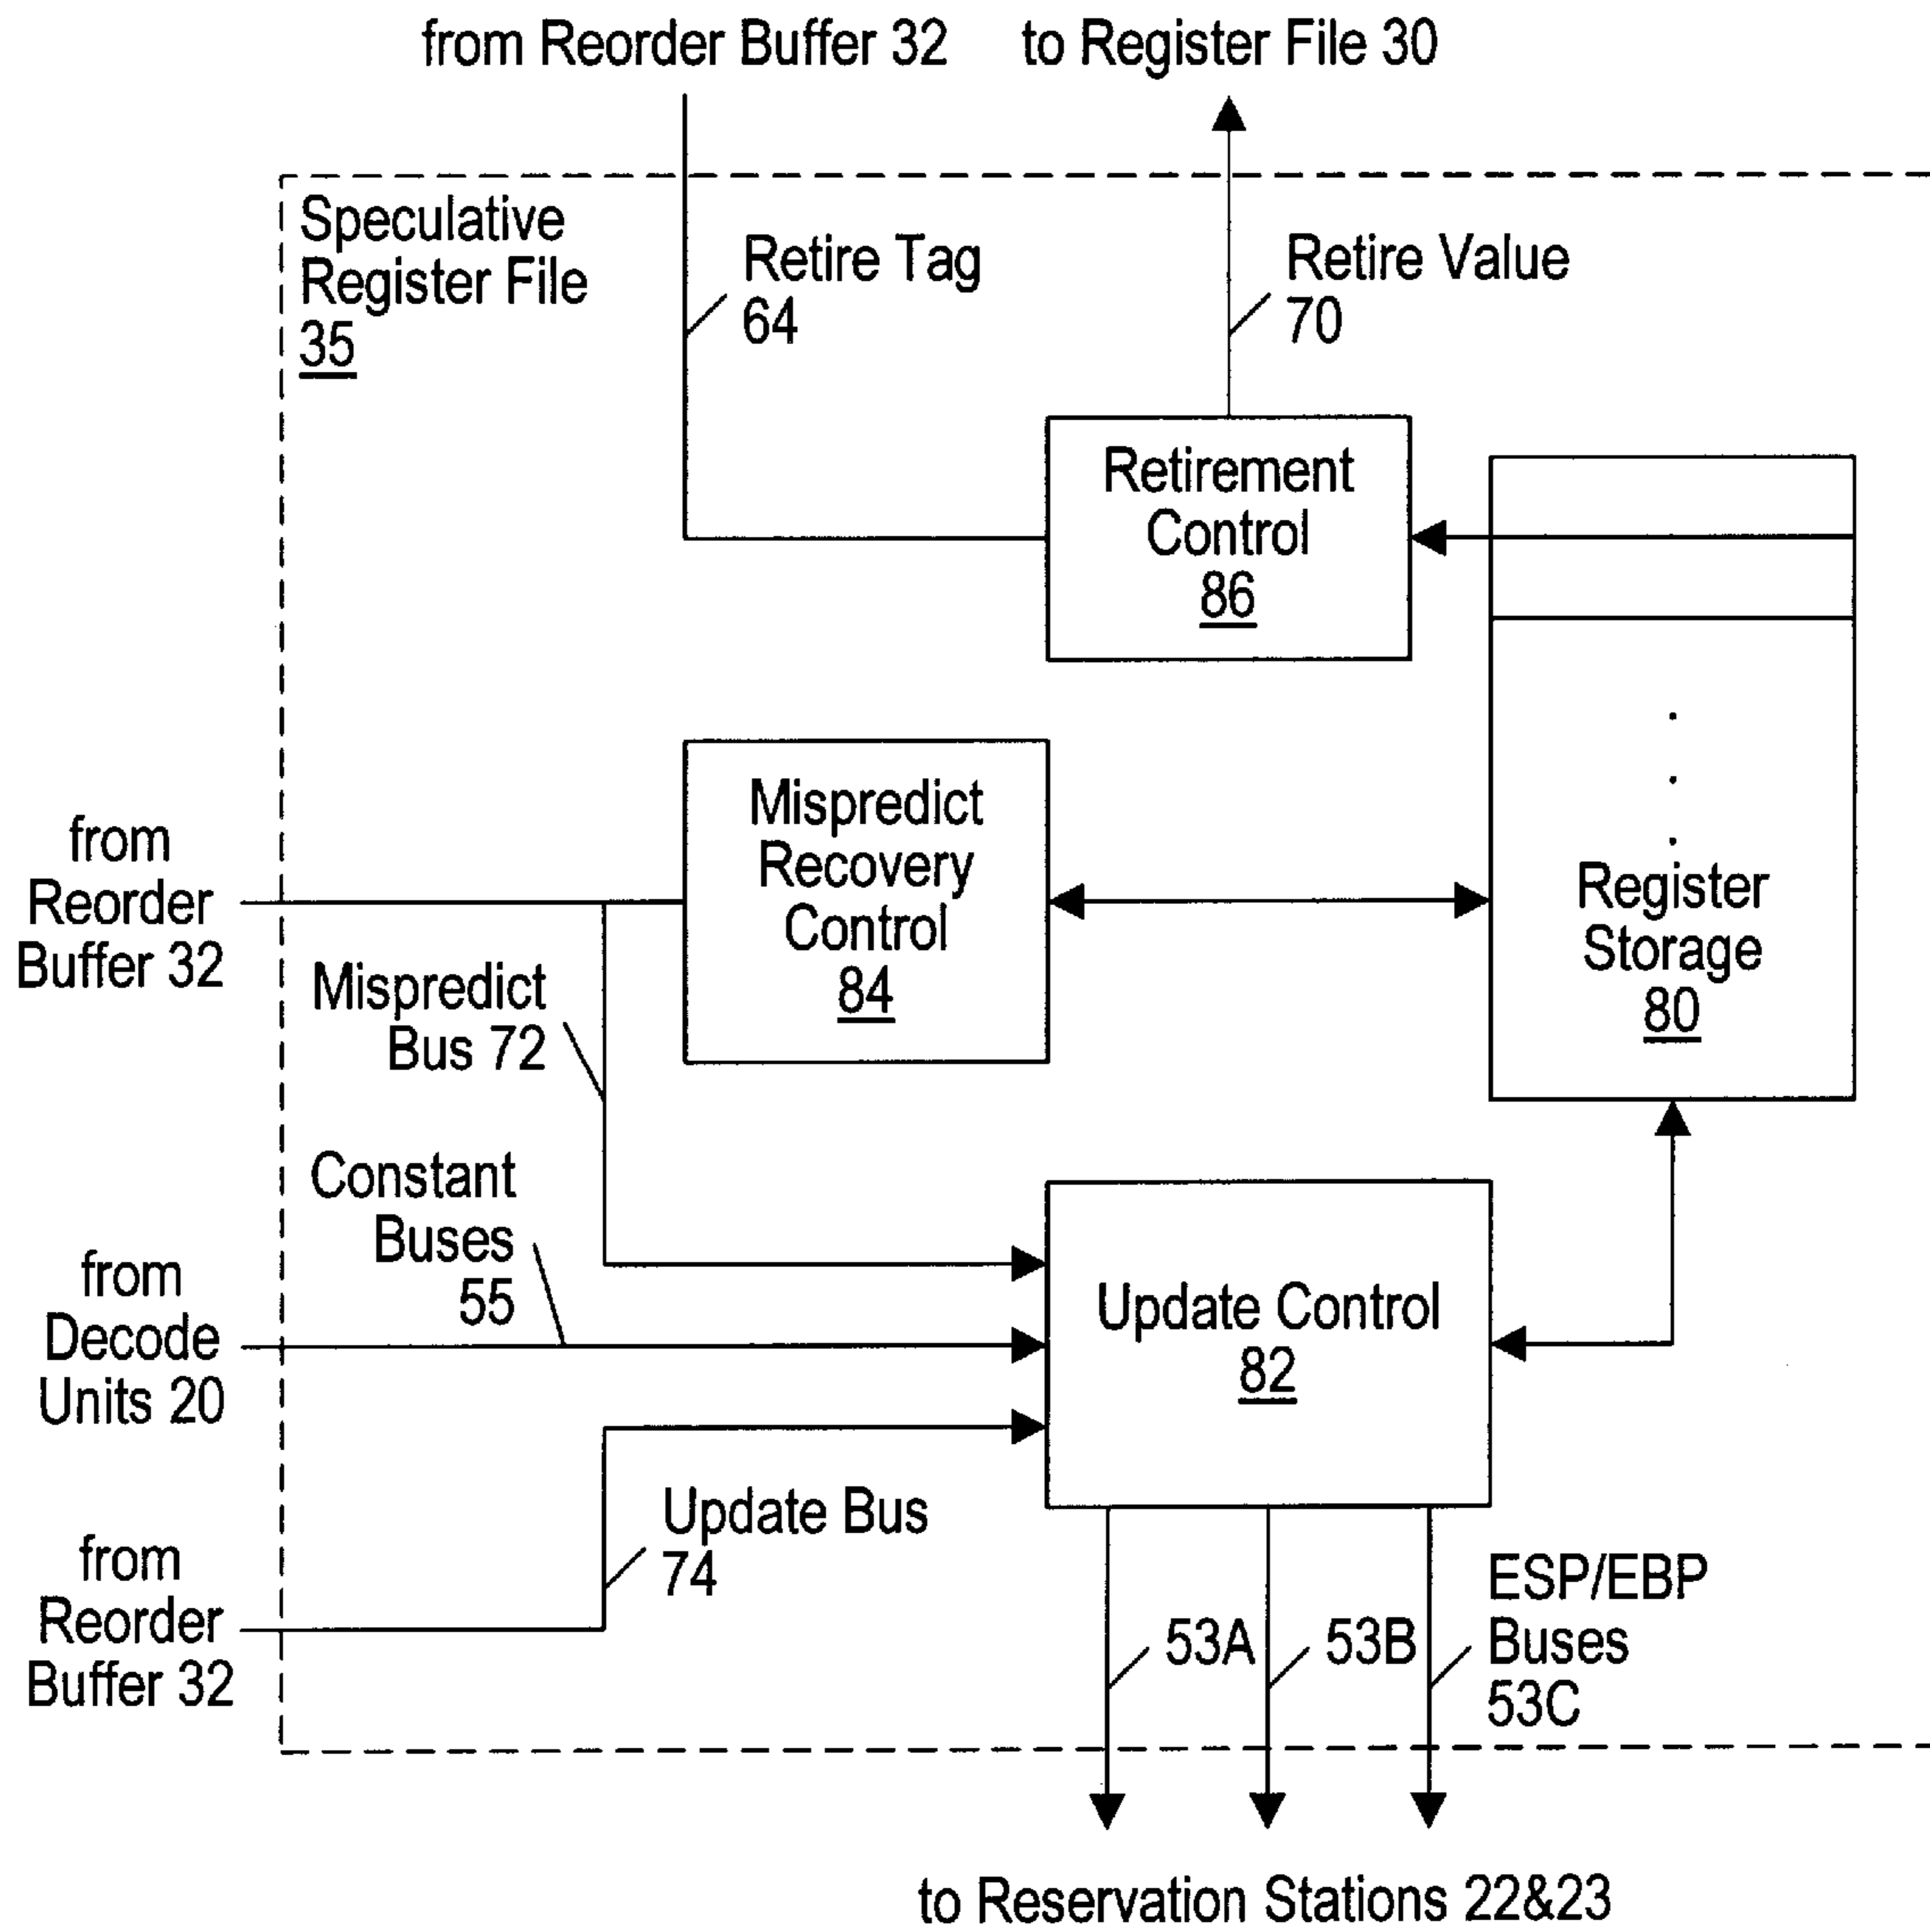 from Reorder Buffer 32
to Register File 30
Speculative
Register File
35
Retire Tag
64
Retire Value
70
Retirement
Control
86
Mispredict
Recovery
Control
84
from
Reorder
Buffer 32
Register
Storage
80
Mispredict
Bus 72
Constant
Buses
55
from
Decode
Units 20
Update Control
82
Update Bus
74
from
Reorder
Buffer 32
53A
53B
ESP/EBP
Buses
53C
to Reservation Stations 22&23